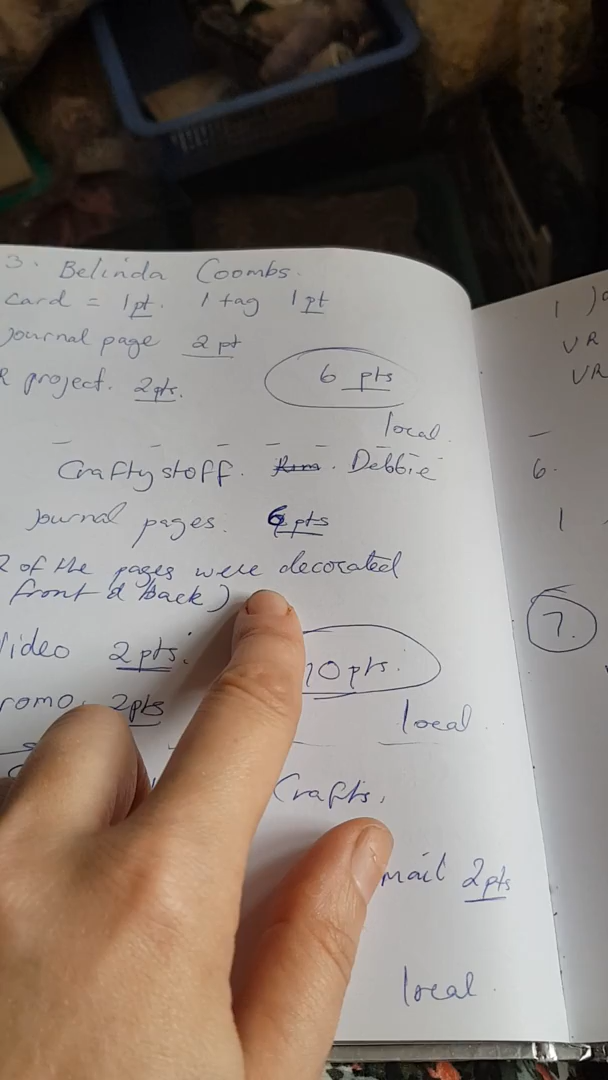 3. Belinda Coombs.
card = 1pt. 1 tag 1pt
Journal page 2pt
project. 2pts.
6 pts
local.
Craftystoff. Debbie
Journal pages. 6pts
2 of the pages were decorated
front & back)
Video 2pts.
romo. 2pts
10pts.
local
Crafts,
mail 2pts
local.
1
VR
VR
6.
1
7.